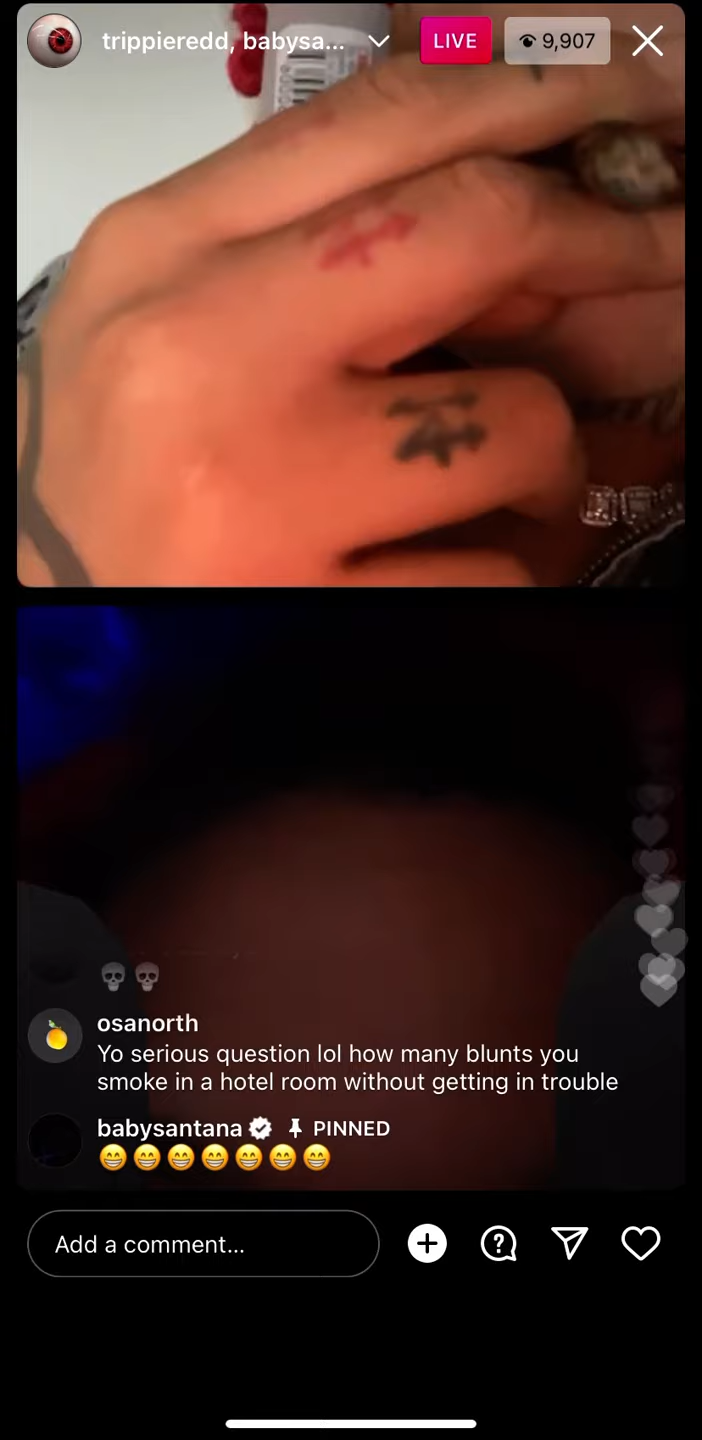 trippieredd, babysa...
LIVE
9,907
💀💀
osanorth
Yo serious question lol how many blunts you
smoke in a hotel room without getting in trouble
babysantana PINNED
😁😁😁😁😁😁😁
Add a comment...